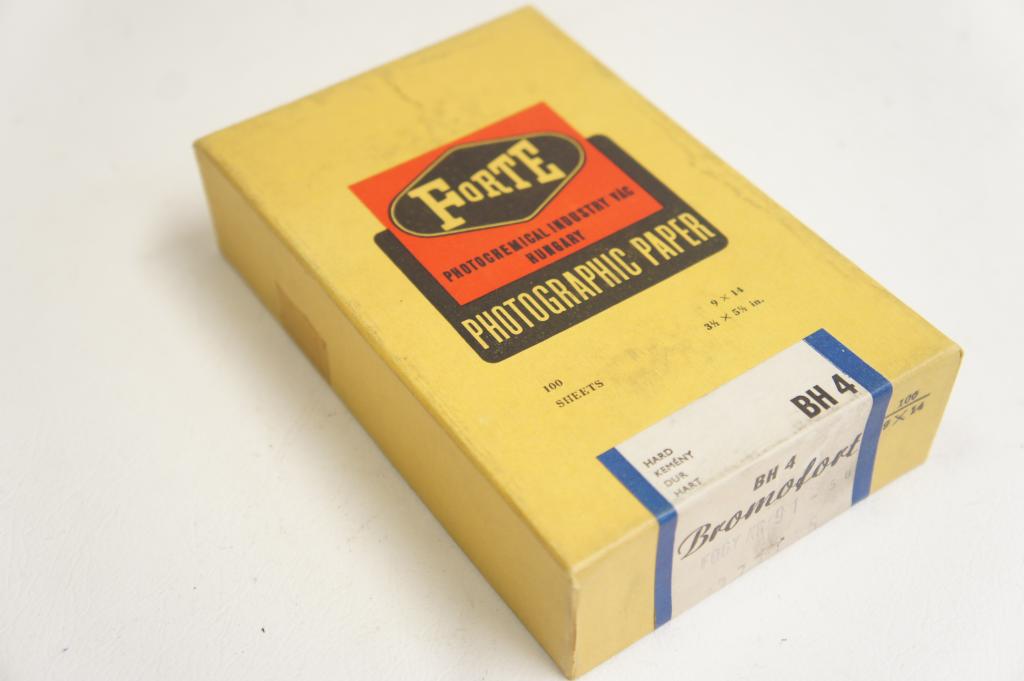 FORTE
PHOTOCHEMICAL INDUSTRY VÁC
HUNGARY
PHOTOGRAPHIC PAPER
9 × 14
3½ × 5½ in.
100
SHEETS
BH 4
HARD
KEMÉNY
DUR
HART
BH 4
Bromofort
100
9 × 14